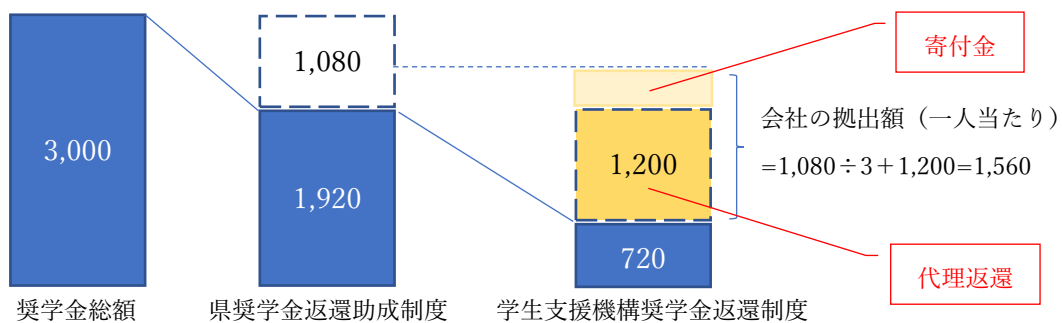 3,000
1,080
1,920
1,200
720
寄付金
会社の拠出額（一人当たり）
=1,080÷3＋1,200=1,560
代理返還
奨学金総額
県奨学金返還助成制度
学生支援機構奨学金返還制度